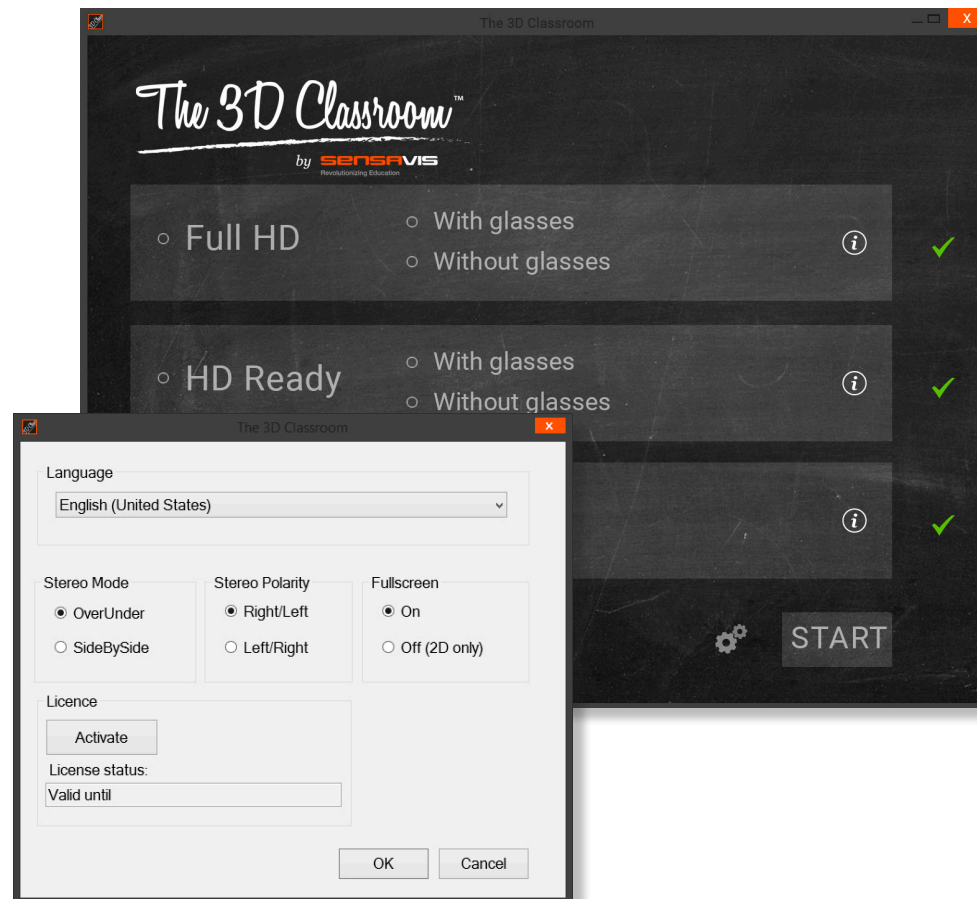 The 3D Classroom
X
The 3D Classroom™
by SENSAVIS
Revolutionizing Education
Full HD
With glasses
Without glasses
i
HD Ready
With glasses
Without glasses
i
i
START
The 3D Classroom
X
Language
English (United States)
Stereo Mode
OverUnder
SideBySide
Stereo Polarity
Right/Left
Left/Right
Fullscreen
On
Off (2D only)
Licence
Activate
License status:
Valid until
OK
Cancel